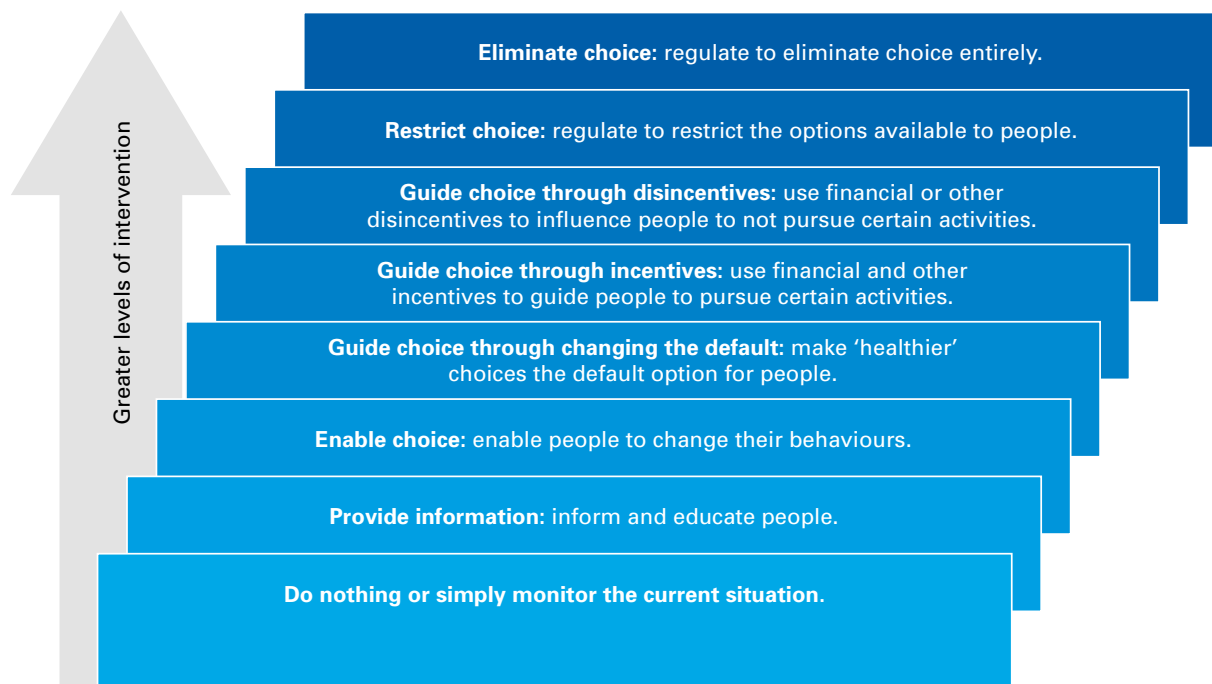 Eliminate choice: regulate to eliminate choice entirely.
Restrict choice: regulate to restrict the options available to people.
Guide choice through disincentives: use financial or other
disincentives to influence people to not pursue certain activities.
Guide choice through incentives: use financial and other
incentives to guide people to pursue certain activities.
Guide choice through changing the default: make ‘healthier’
choices the default option for people.
Enable choice: enable people to change their behaviours.
Provide information: inform and educate people.
Do nothing or simply monitor the current situation.
Greater levels of intervention